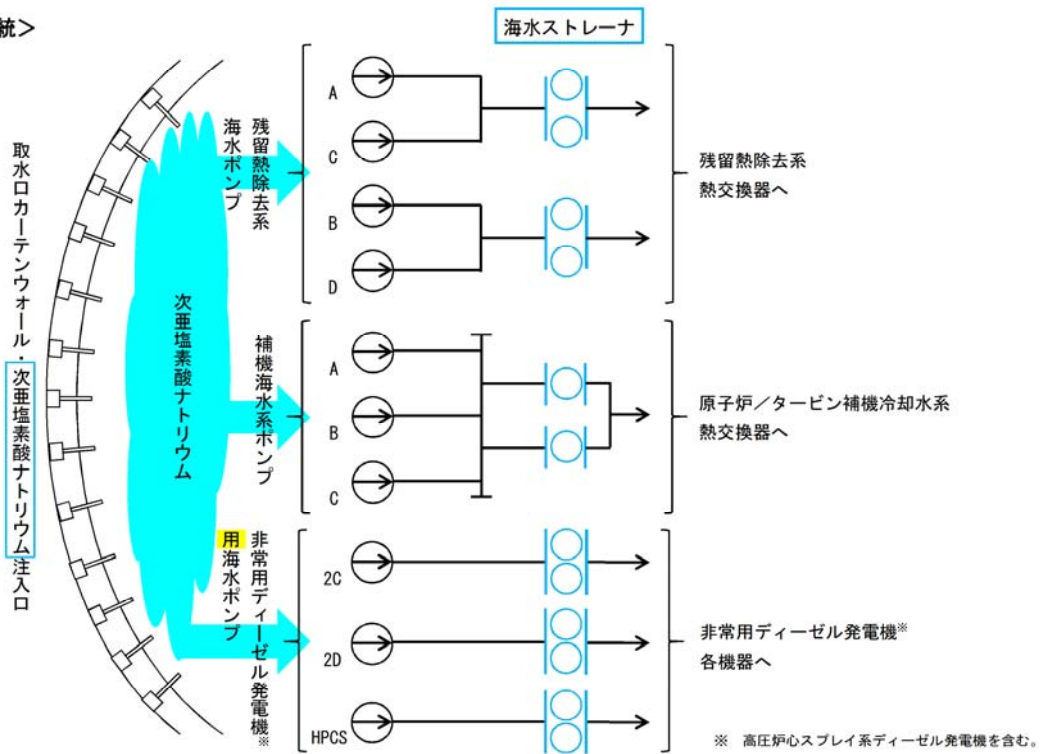 統>
海水ストレーナ
取水口カーテンウォール・次亜塩素酸ナトリウム注入口
次亜塩素酸ナトリウム
残留熱除去系
海水ポンプ
A
C
B
D
残留熱除去系
熱交換器へ
補機海水系ポンプ
A
B
C
原子炉/タービン補機冷却水系
熱交換器へ
非常用ディーゼル発電機※
用海水ポンプ
2C
2D
HPCS
非常用ディーゼル発電機※
各機器へ
※ 高圧炉心スプレイ系ディーゼル発電機を含む。